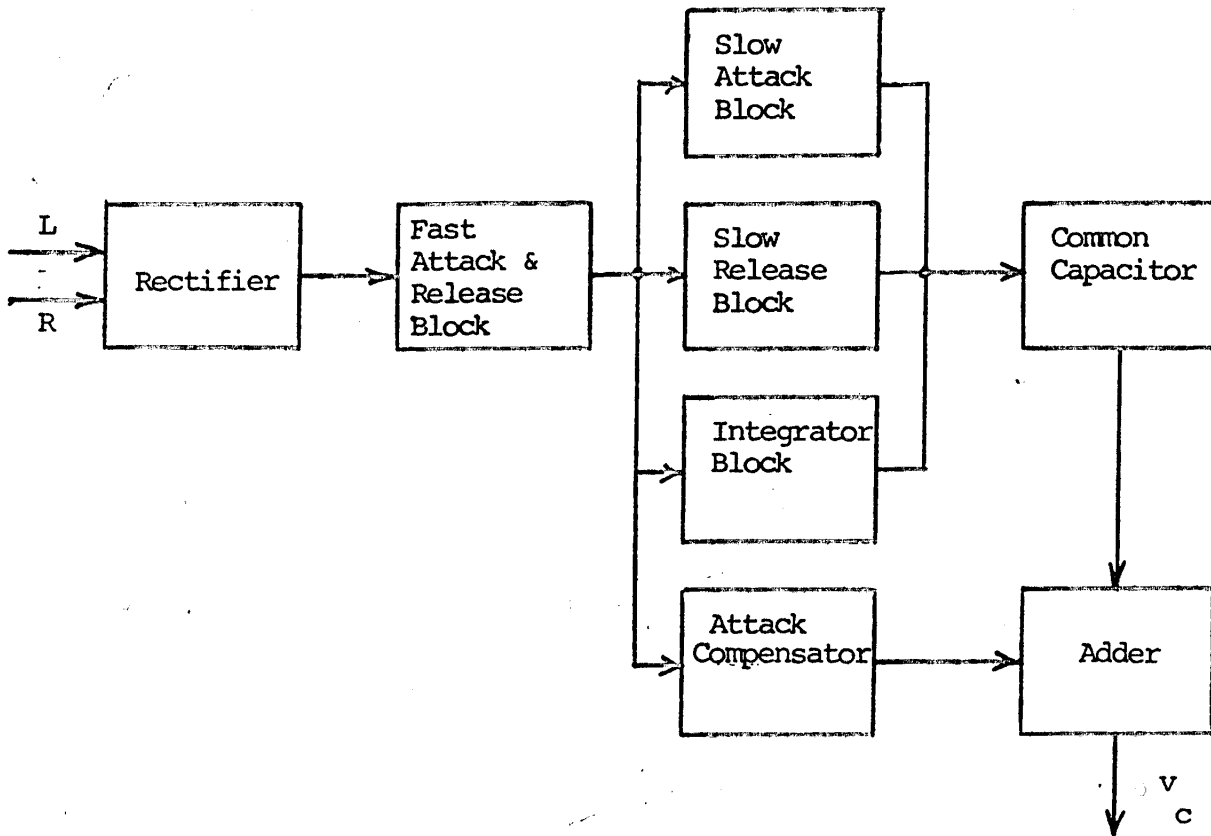 Slow
Attack
Block
L
R
Rectifier
Fast
Attack &
Release
Block
Slow
Release
Block
Common
Capacitor
Integrator
Block
Attack
Compensator
Adder
V
C